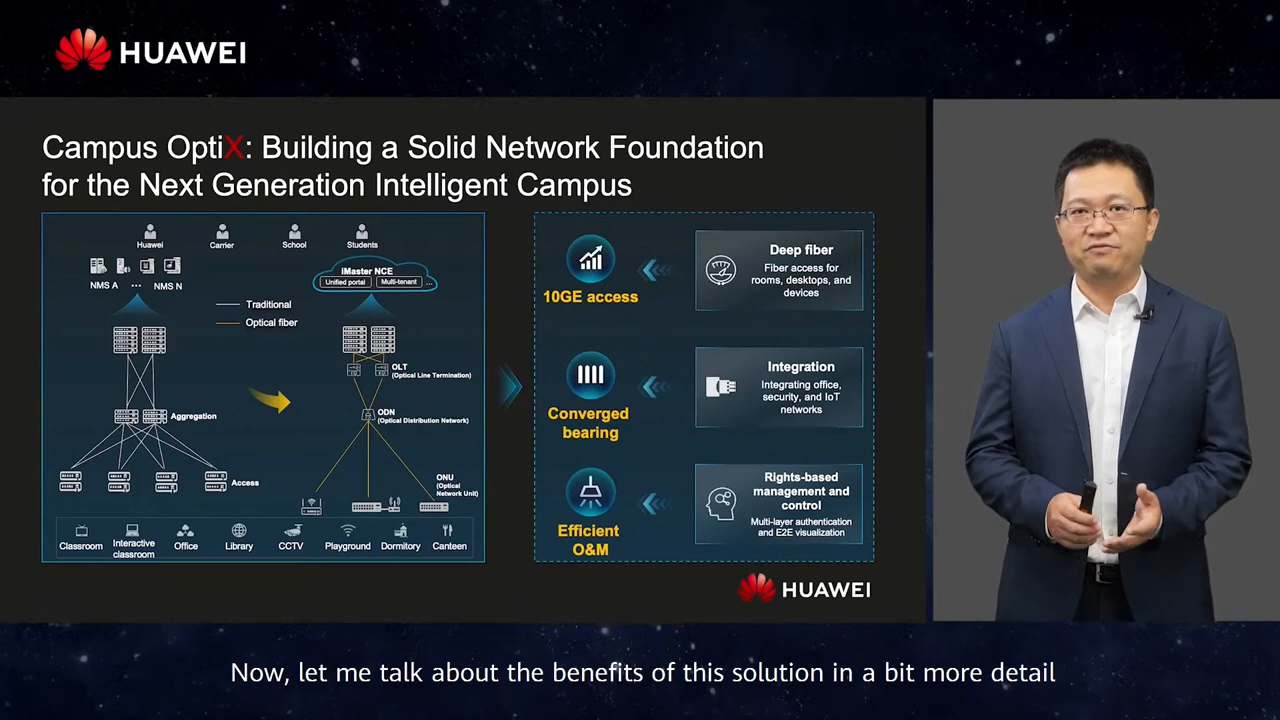 HUAWEI
Campus OptiX: Building a Solid Network Foundation
for the Next Generation Intelligent Campus
Huawei
Carrier
School
Students
NMS A
...
NMS N
iMaster NCE
Unified portal
Multi-tenant
...
Traditional
Optical fiber
OLT
(Optical Line Termination)
Aggregation
ODN
(Optical Distribution Network)
Access
ONU
(Optical
Network Unit)
Classroom
Interactive
classroom
Office
Library
CCTV
Playground
Dormitory
Canteen
10GE access
Deep fiber
Fiber access for
rooms, desktops, and
devices
Converged
bearing
Integration
Integrating office,
security, and IoT
networks
Efficient
O&M
Rights-based
management and
control
Multi-layer authentication
and E2E visualization
HUAWEI
Now, let me talk about the benefits of this solution in a bit more detail